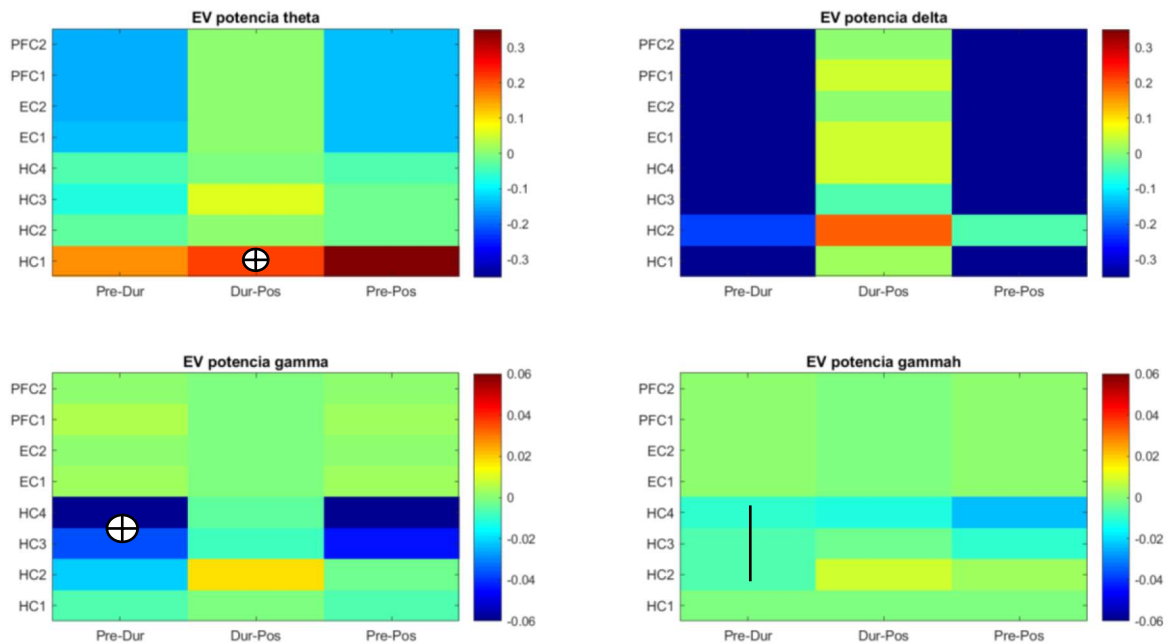 EV potencia theta
PFC2
PFC1
EC2
EC1
HC4
HC3
HC2
HC1
Pre-Dur Dur-Pos Pre-Pos
0.3
0.2
0.1
0
-0.1
-0.2
-0.3
EV potencia delta
PFC2
PFC1
EC2
EC1
HC4
HC3
HC2
HC1
Pre-Dur Dur-Pos Pre-Pos
0.3
0.2
0.1
0
-0.1
-0.2
-0.3
EV potencia gamma
PFC2
PFC1
EC2
EC1
HC4
HC3
HC2
HC1
Pre-Dur Dur-Pos Pre-Pos
0.06
0.04
0.02
0
-0.02
-0.04
-0.06
EV potencia gammah
PFC2
PFC1
EC2
EC1
HC4
HC3
HC2
HC1
Pre-Dur Dur-Pos Pre-Pos
0.06
0.04
0.02
0
-0.02
-0.04
-0.06